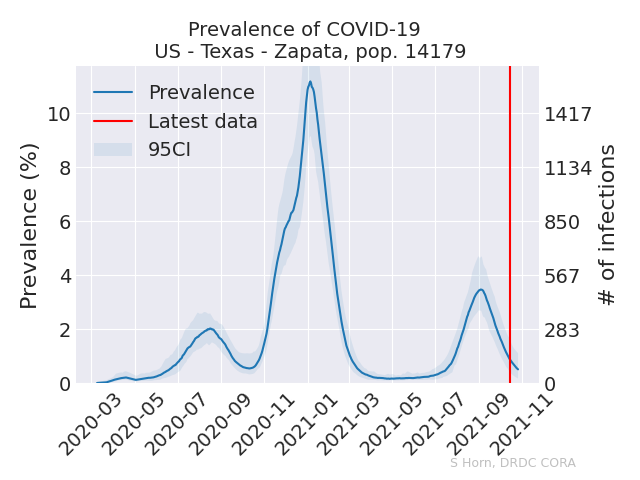 Prevalence of COVID-19
US - Texas - Zapata, pop. 14179
Prevalence
Latest data
95CI
Prevalence (%)
10
8
6
4
2
0
# of infections
1417
1134
850
567
283
0
2020-03
2020-05
2020-07
2020-09
2020-11
2021-01
2021-03
2021-05
2021-07
2021-09
2021-11
S Horn, DRDC CORA